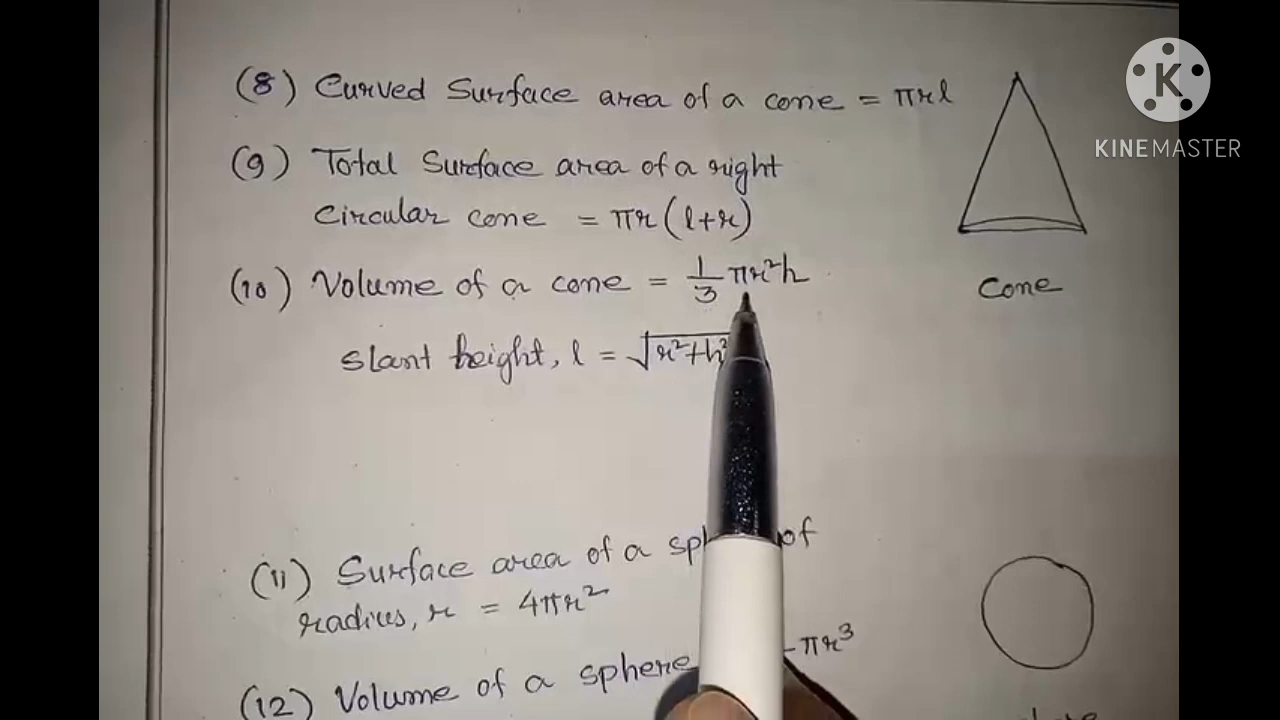 (8) Curved Surface area of a cone = πrl
K
KINEMASTER
(9) Total Surface area of a right
Circular cone = πr(l+r)
(10) Volume of a cone = 1/3 πr²h
Cone
Slant height, l = √r²+h²
(11) Surface area of a of
radius, r = 4πr²
(12) Volume of a sphere πr³